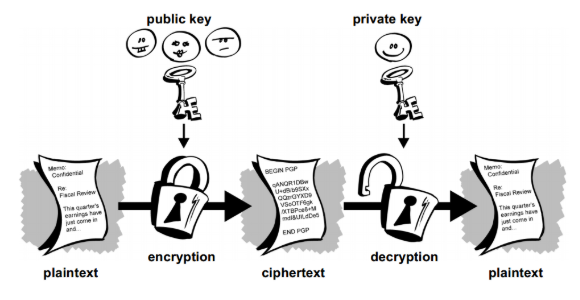 public key
private key
Memo:
Confidential
Re:
Fiscal Review
This quarter's
earnings have
just come in
and...
BEGIN PGP
QQmQYXD9
END PGP
Memo:
Confidential
Re:
Fiscal Review
This quarter's
earnings have
just come in
and...
plaintext
encryption
ciphertext
decryption
plaintext